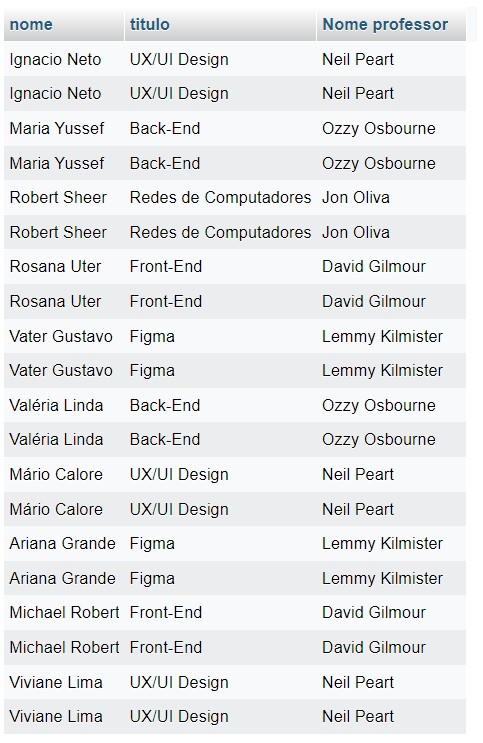 nome titulo Nome professor
Ignacio Neto UX/UI Design Neil Peart
Ignacio Neto UX/UI Design Neil Peart
Maria Yussef Back-End Ozzy Osbourne
Maria Yussef Back-End Ozzy Osbourne
Robert Sheer Redes de Computadores Jon Oliva
Robert Sheer Redes de Computadores Jon Oliva
Rosana Uter Front-End David Gilmour
Rosana Uter Front-End David Gilmour
Vater Gustavo Figma Lemmy Kilmister
Vater Gustavo Figma Lemmy Kilmister
Valéria Linda Back-End Ozzy Osbourne
Valéria Linda Back-End Ozzy Osbourne
Mário Calore UX/UI Design Neil Peart
Mário Calore UX/UI Design Neil Peart
Ariana Grande Figma Lemmy Kilmister
Ariana Grande Figma Lemmy Kilmister
Michael Robert Front-End David Gilmour
Michael Robert Front-End David Gilmour
Viviane Lima UX/UI Design Neil Peart
Viviane Lima UX/UI Design Neil Peart